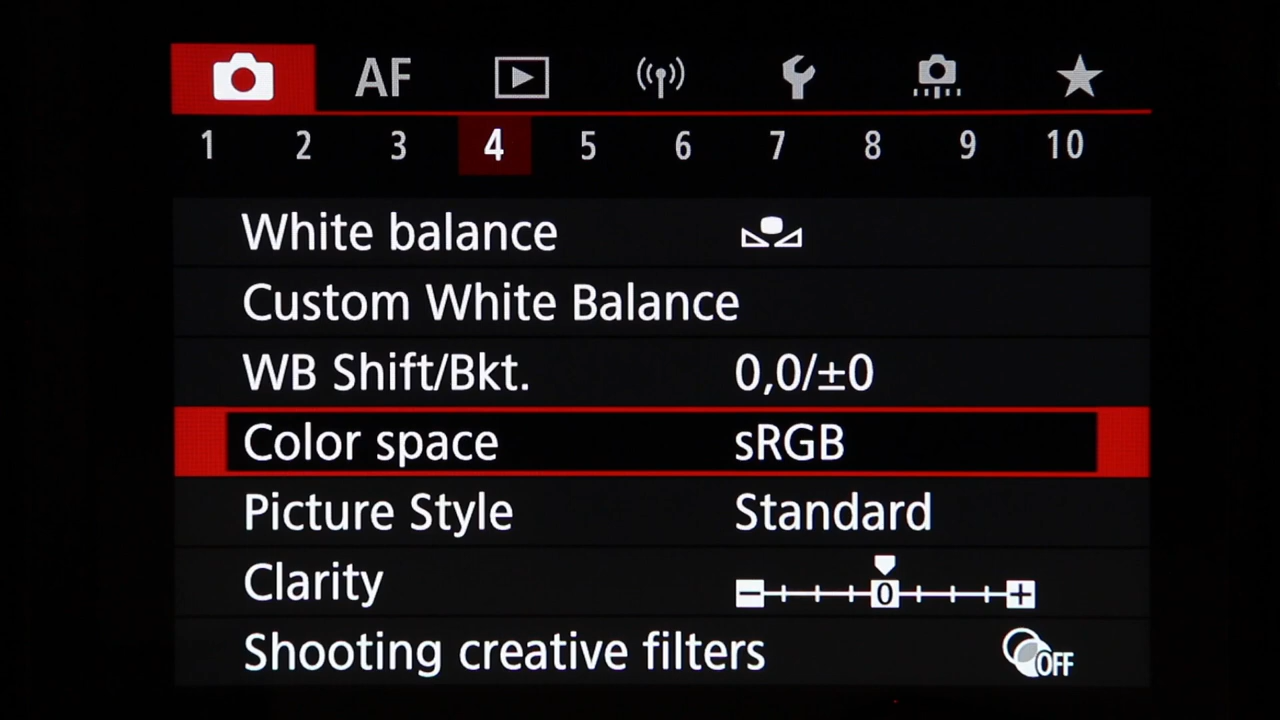 AF
1 2 3 4 5 6 7 8 9 10
White balance
Custom White Balance
WB Shift/Bkt. 0,0/±0
Color space sRGB
Picture Style Standard
Clarity 0
Shooting creative filters OFF